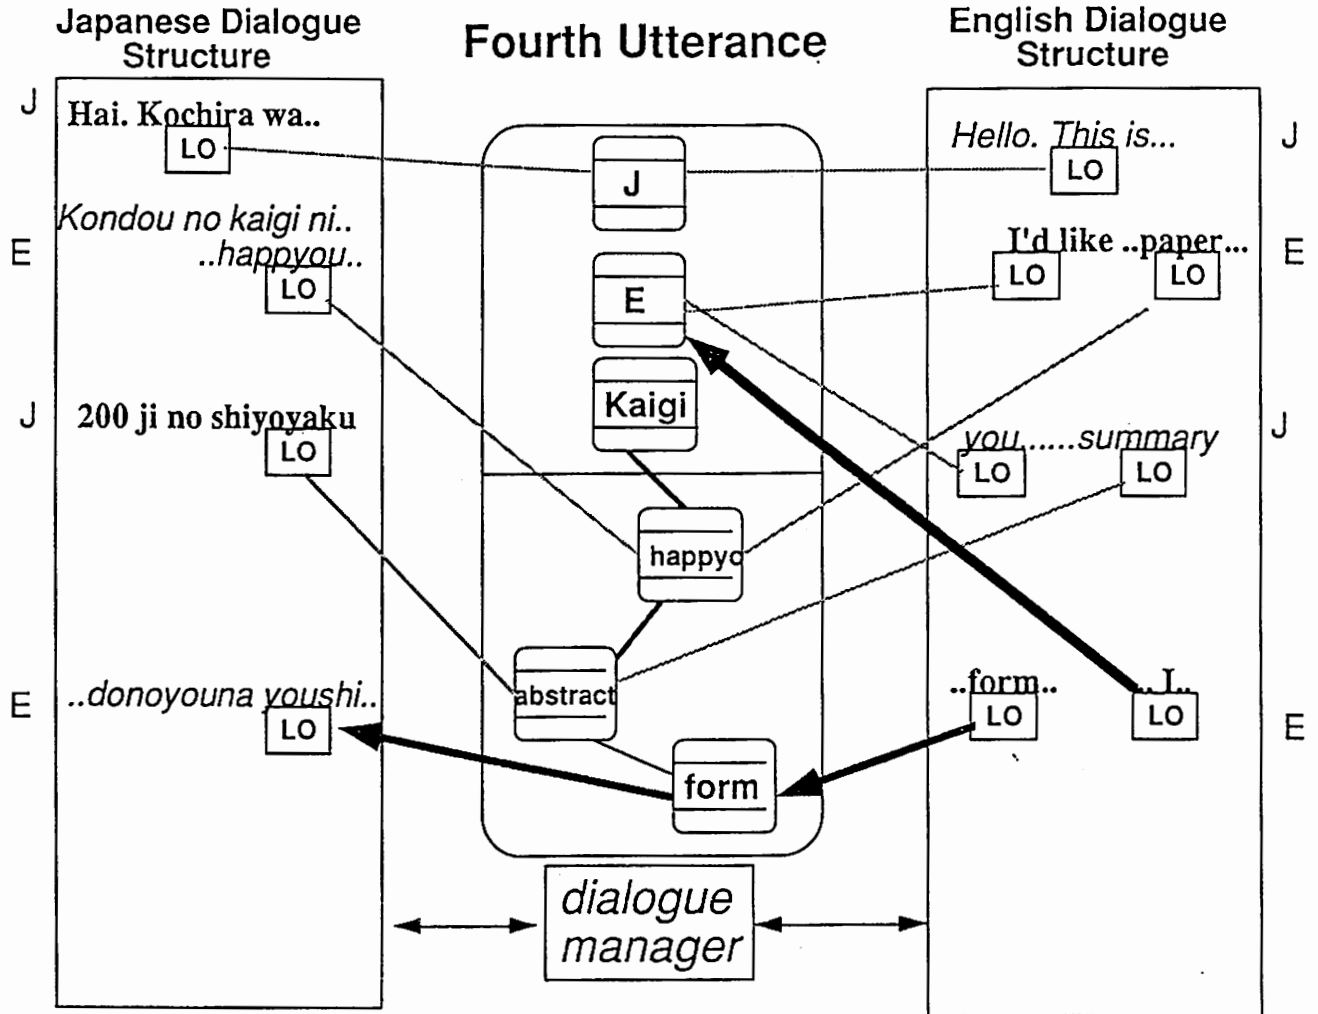 Japanese Dialogue
Structure
Fourth Utterance
English Dialogue
Structure
J
Hai. Kochira wa..
LO
Kondou no kaigi ni..
E
..happyou..
LO
J
200 ji no shiyoyaku
LO
E
..donoyouna youshi..
LO
J
E
Kaigi
happyo
abstract
form
dialogue
manager
Hello. This is...
J
LO
I'd like ..paper...
E
LO
LO
J
you......summary
LO
LO
..form..
.. I..
LO
LO
E